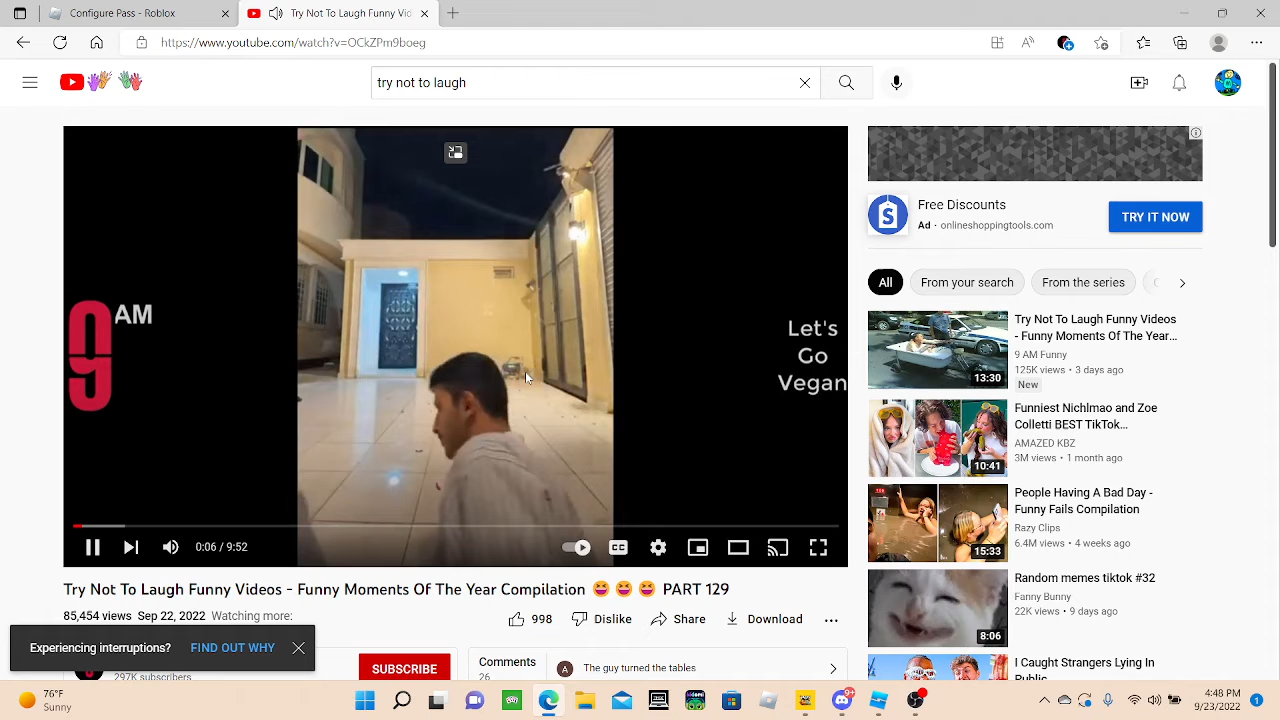 Configure Pass - Roblox
Try Not To Laugh Funny Vid
https://www.youtube.com/watch?v=OCkZPm9boeg
try not to laugh
9 AM
Let's
Go
Vegan
0:06 / 9:52
CC
Try Not To Laugh Funny Videos - Funny Moments Of The Year Compilation 😆 😆 😆 PART 129
85,454 views Sep 22, 2022 Watching more:
998
Dislike
Share
Download
Experiencing interruptions?
FIND OUT WHY
297K subscribers
SUBSCRIBE
Comments
26
A
The guy turned the tables
S
Free Discounts
Ad · onlineshoppingtools.com
TRY IT NOW
All
From your search
From the series
13:30
Try Not To Laugh Funny Videos
- Funny Moments Of The Year…
9 AM Funny
125K views • 3 days ago
New
10:41
Funniest Nichlmao and Zoe
Colletti BEST TikTok…
AMAZED KBZ
3M views • 1 month ago
15:33
People Having A Bad Day -
Funny Fails Compilation
Razy Clips
6.4M views • 4 weeks ago
8:06
Random memes tiktok #32
Fanny Bunny
22K views • 9 days ago
I Caught Strangers Lying In
Public
76°F
Sunny
9+
4:48 PM
9/23/2022
1